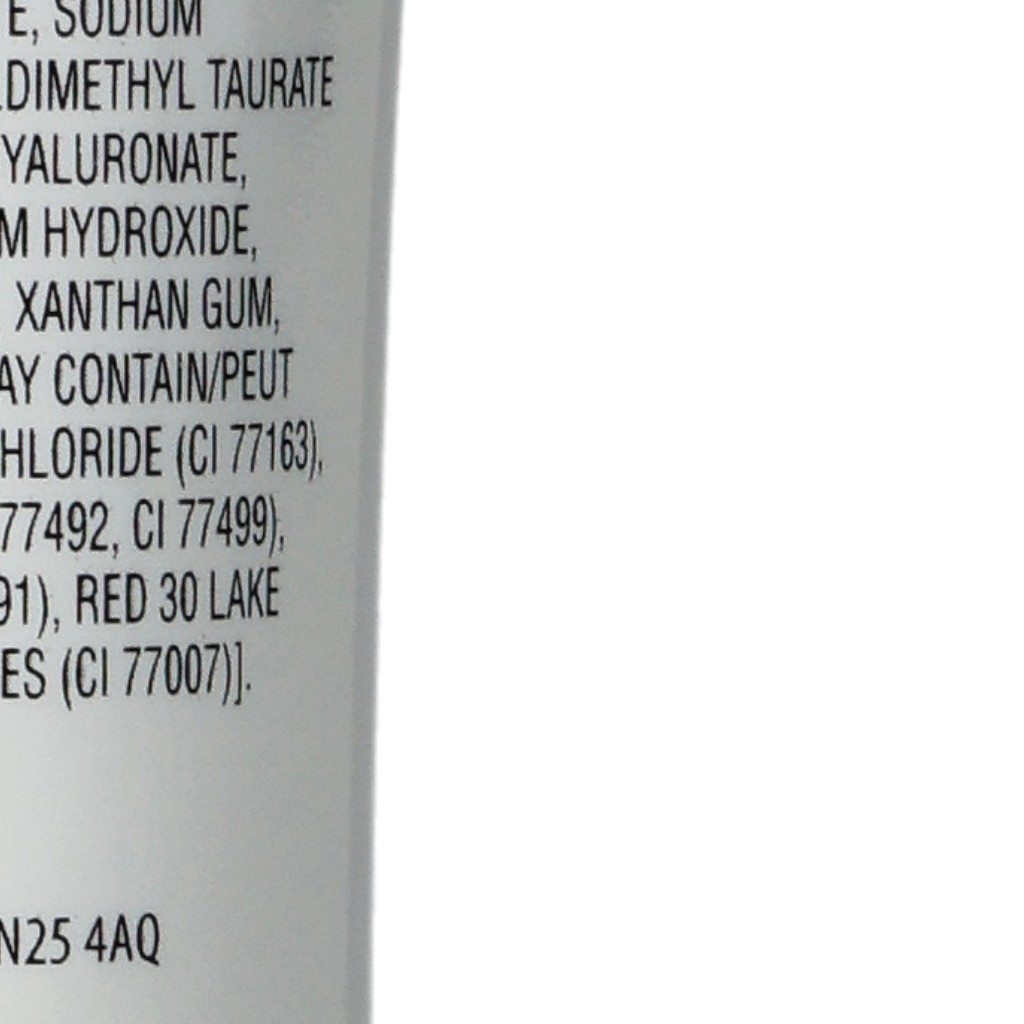 E, SODIUM
DIMETHYL TAURATE
YALURONATE,
M HYDROXIDE,
XANTHAN GUM,
AY CONTAIN/PEUT
HLORIDE (CI 77163),
77492, CI 77499),
91), RED 30 LAKE
ES (CI 77007)].
N25 4AQ